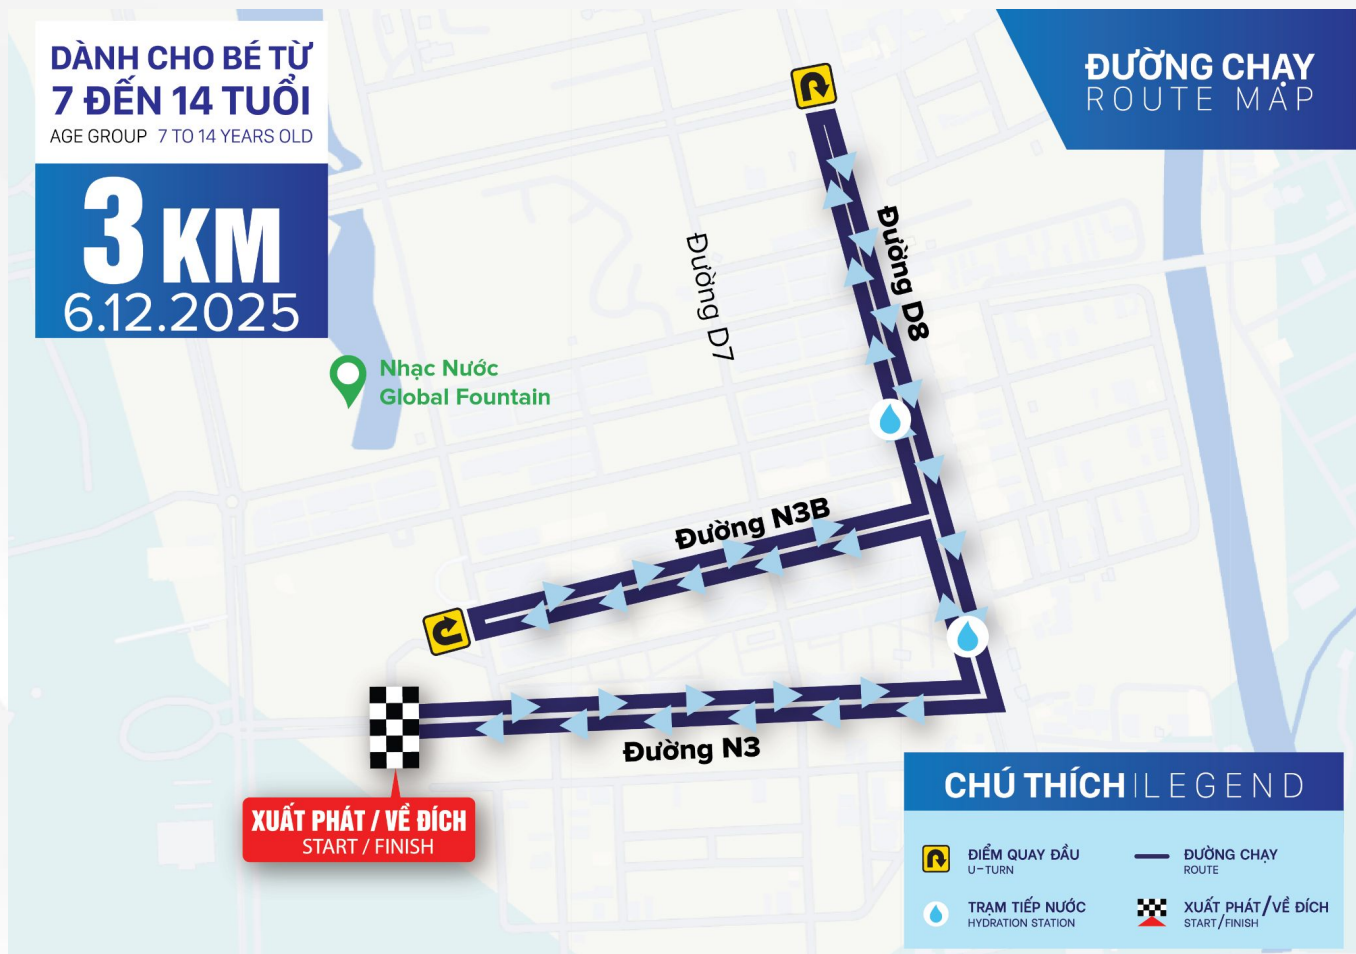 DÀNH CHO BÉ TỪ
7 ĐẾN 14 TUỔI
AGE GROUP 7 TO 14 YEARS OLD
3 KM
6.12.2025
ĐƯỜNG CHẠY
ROUTE MAP
Đường D8
Đường D7
Nhạc Nước
Global Fountain
Đường N3B
Đường N3
XUẤT PHÁT / VỀ ĐÍCH
START / FINISH
CHÚ THÍCH | LEGEND
ĐIỂM QUAY ĐẦU
U-TURN
ĐƯỜNG CHẠY
ROUTE
TRẠM TIẾP NƯỚC
HYDRATION STATION
XUẤT PHÁT/VỀ ĐÍCH
START/FINISH